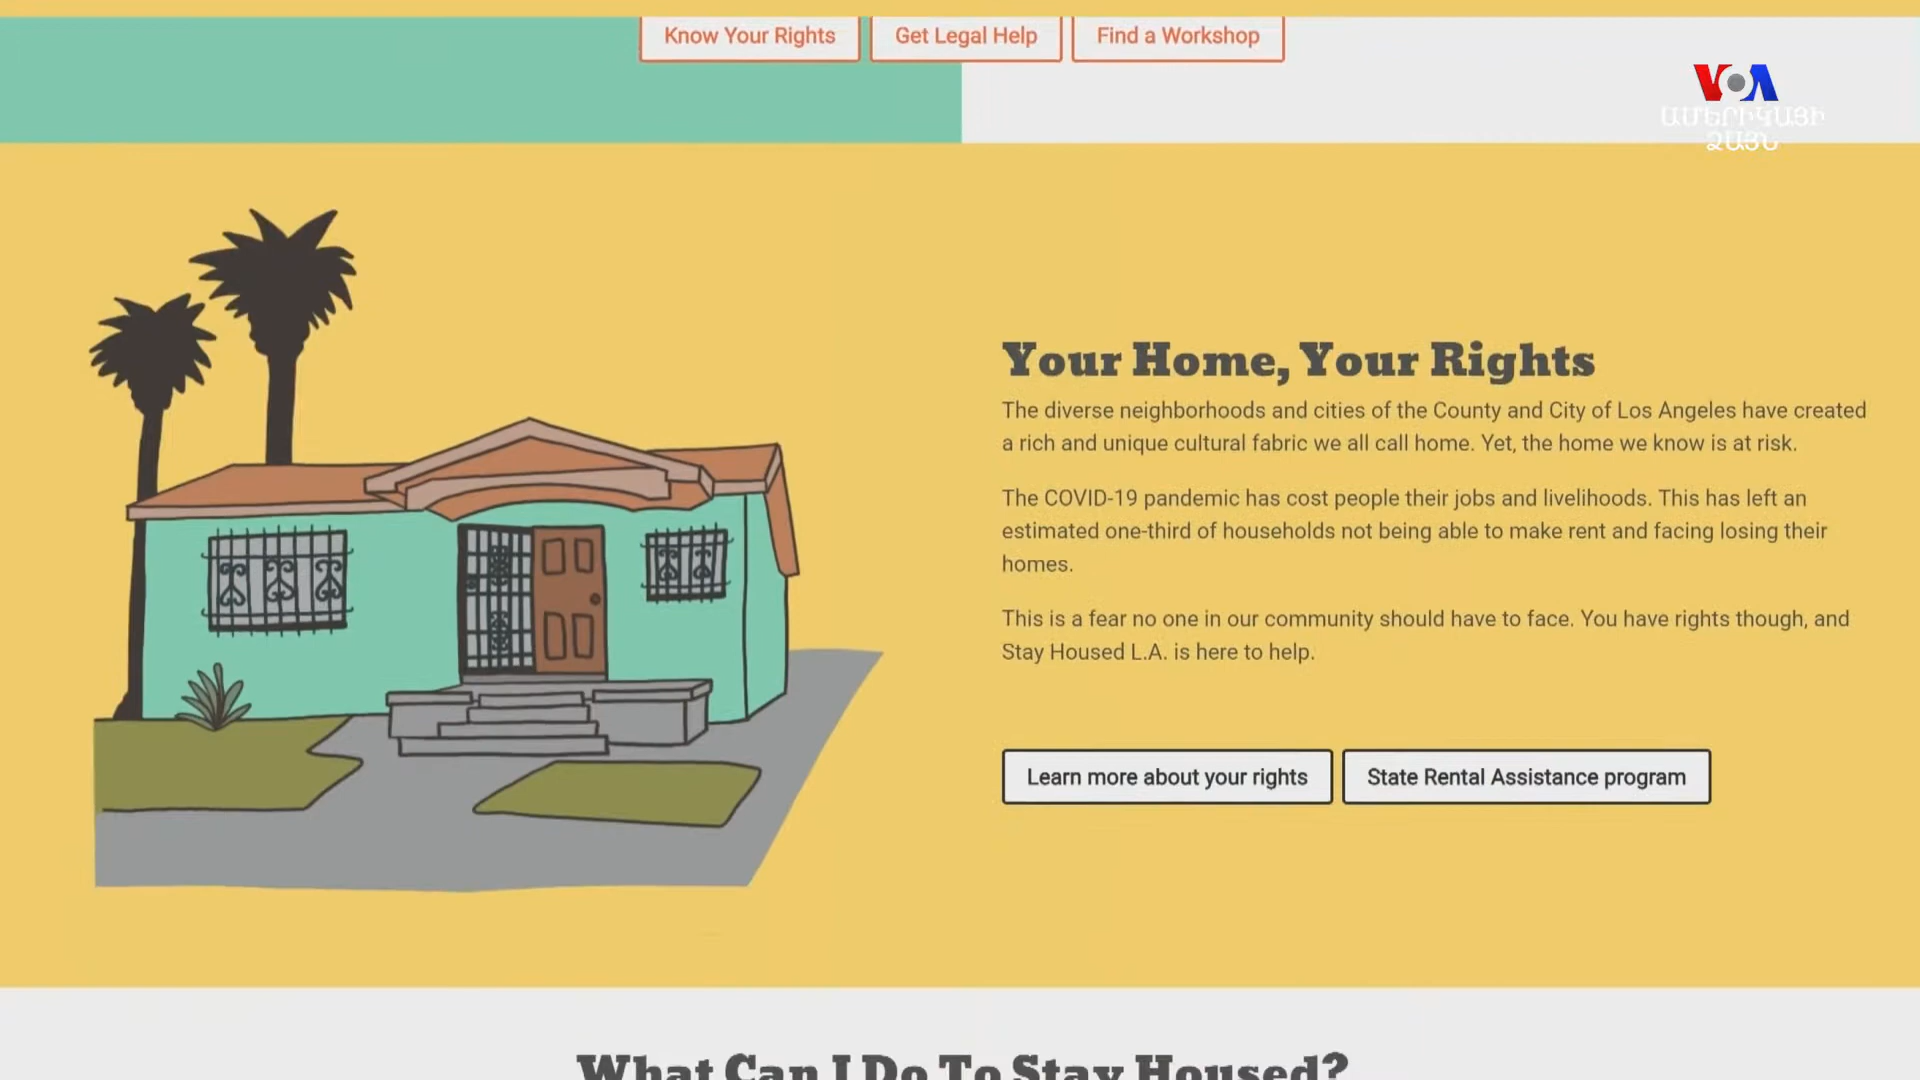 Know Your Rights
Get Legal Help
Find a Workshop
VOA
ԱՄԵՐԻԿԱՅԻ
ՁԱՅՆ
Your Home, Your Rights
The diverse neighborhoods and cities of the County and City of Los Angeles have created
a rich and unique cultural fabric we all call home. Yet, the home we know is at risk.
The COVID-19 pandemic has cost people their jobs and livelihoods. This has left an
estimated one-third of households not being able to make rent and facing losing their
homes.
This is a fear no one in our community should have to face. You have rights though, and
Stay Housed L.A. is here to help.
Learn more about your rights
State Rental Assistance program
What Can I Do To Stay Housed?